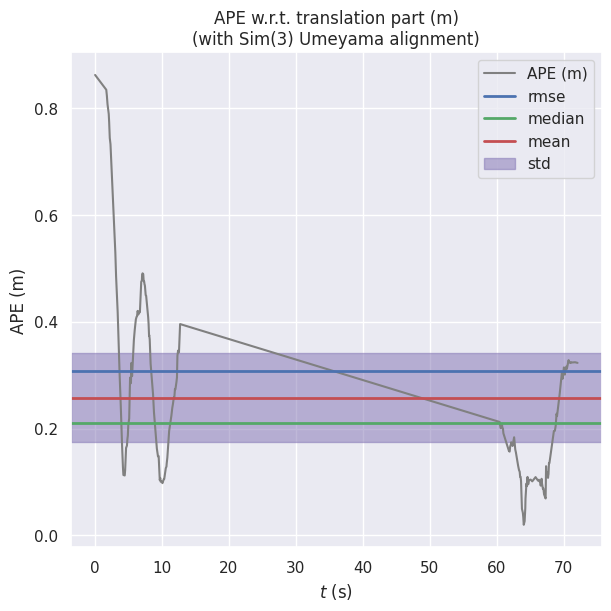 APE w.r.t. translation part (m)
(with Sim(3) Umeyama alignment)
APE (m)
rmse
median
mean
std
APE (m)
0.8
0.6
0.4
0.2
0.0
0 10 20 30 40 50 60 70
t (s)